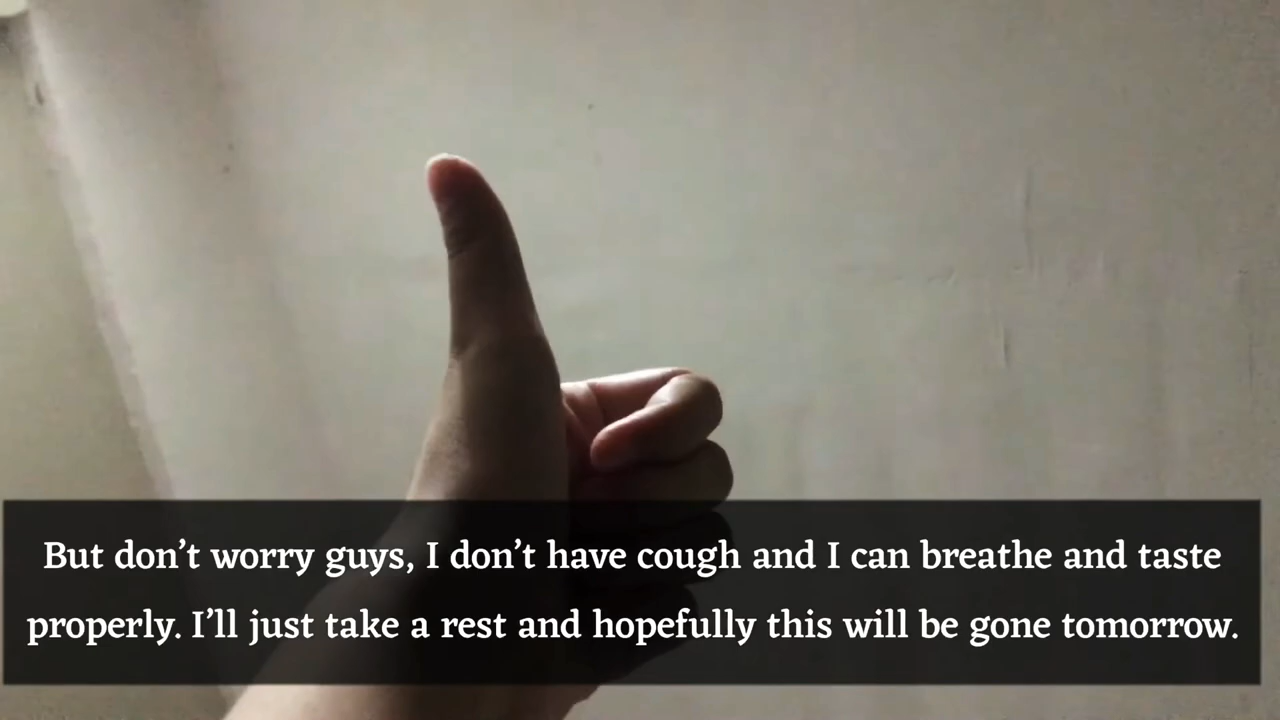 But don’t worry guys, I don’t have cough and I can breathe and taste
properly. I’ll just take a rest and hopefully this will be gone tomorrow.